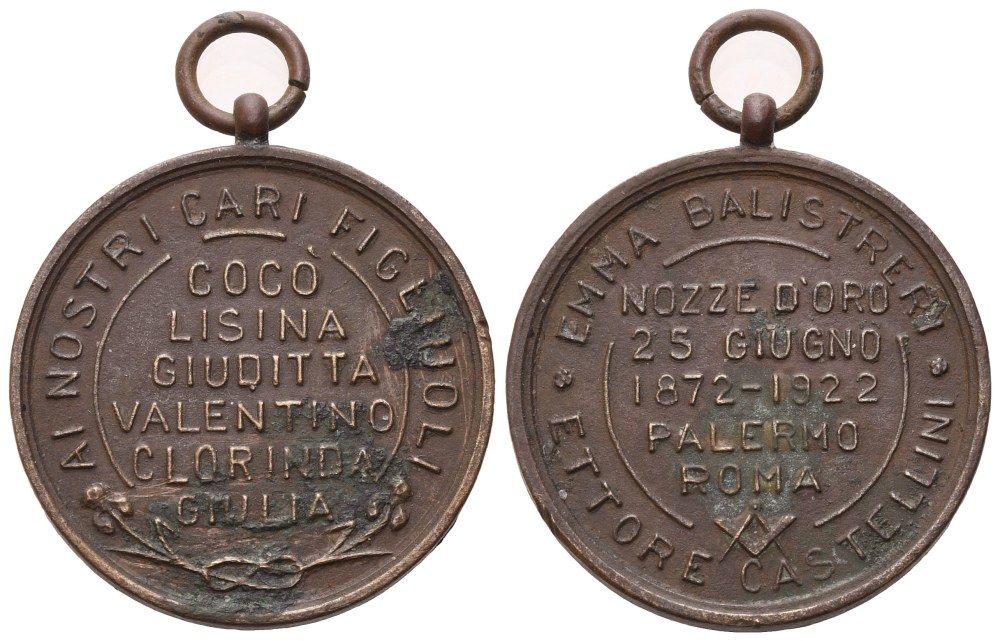 AI NOSTRI CARI FIGLIUOLI
COCÒ
LISINA
GIUDITTA
VALENTINO
CLORINDA
GIULIA
EMMA BALISTRERI
NOZZE D'ORO
25 GIUGNO
1872-1922
PALERMO
ROMA
ETTORE CASTELLINI